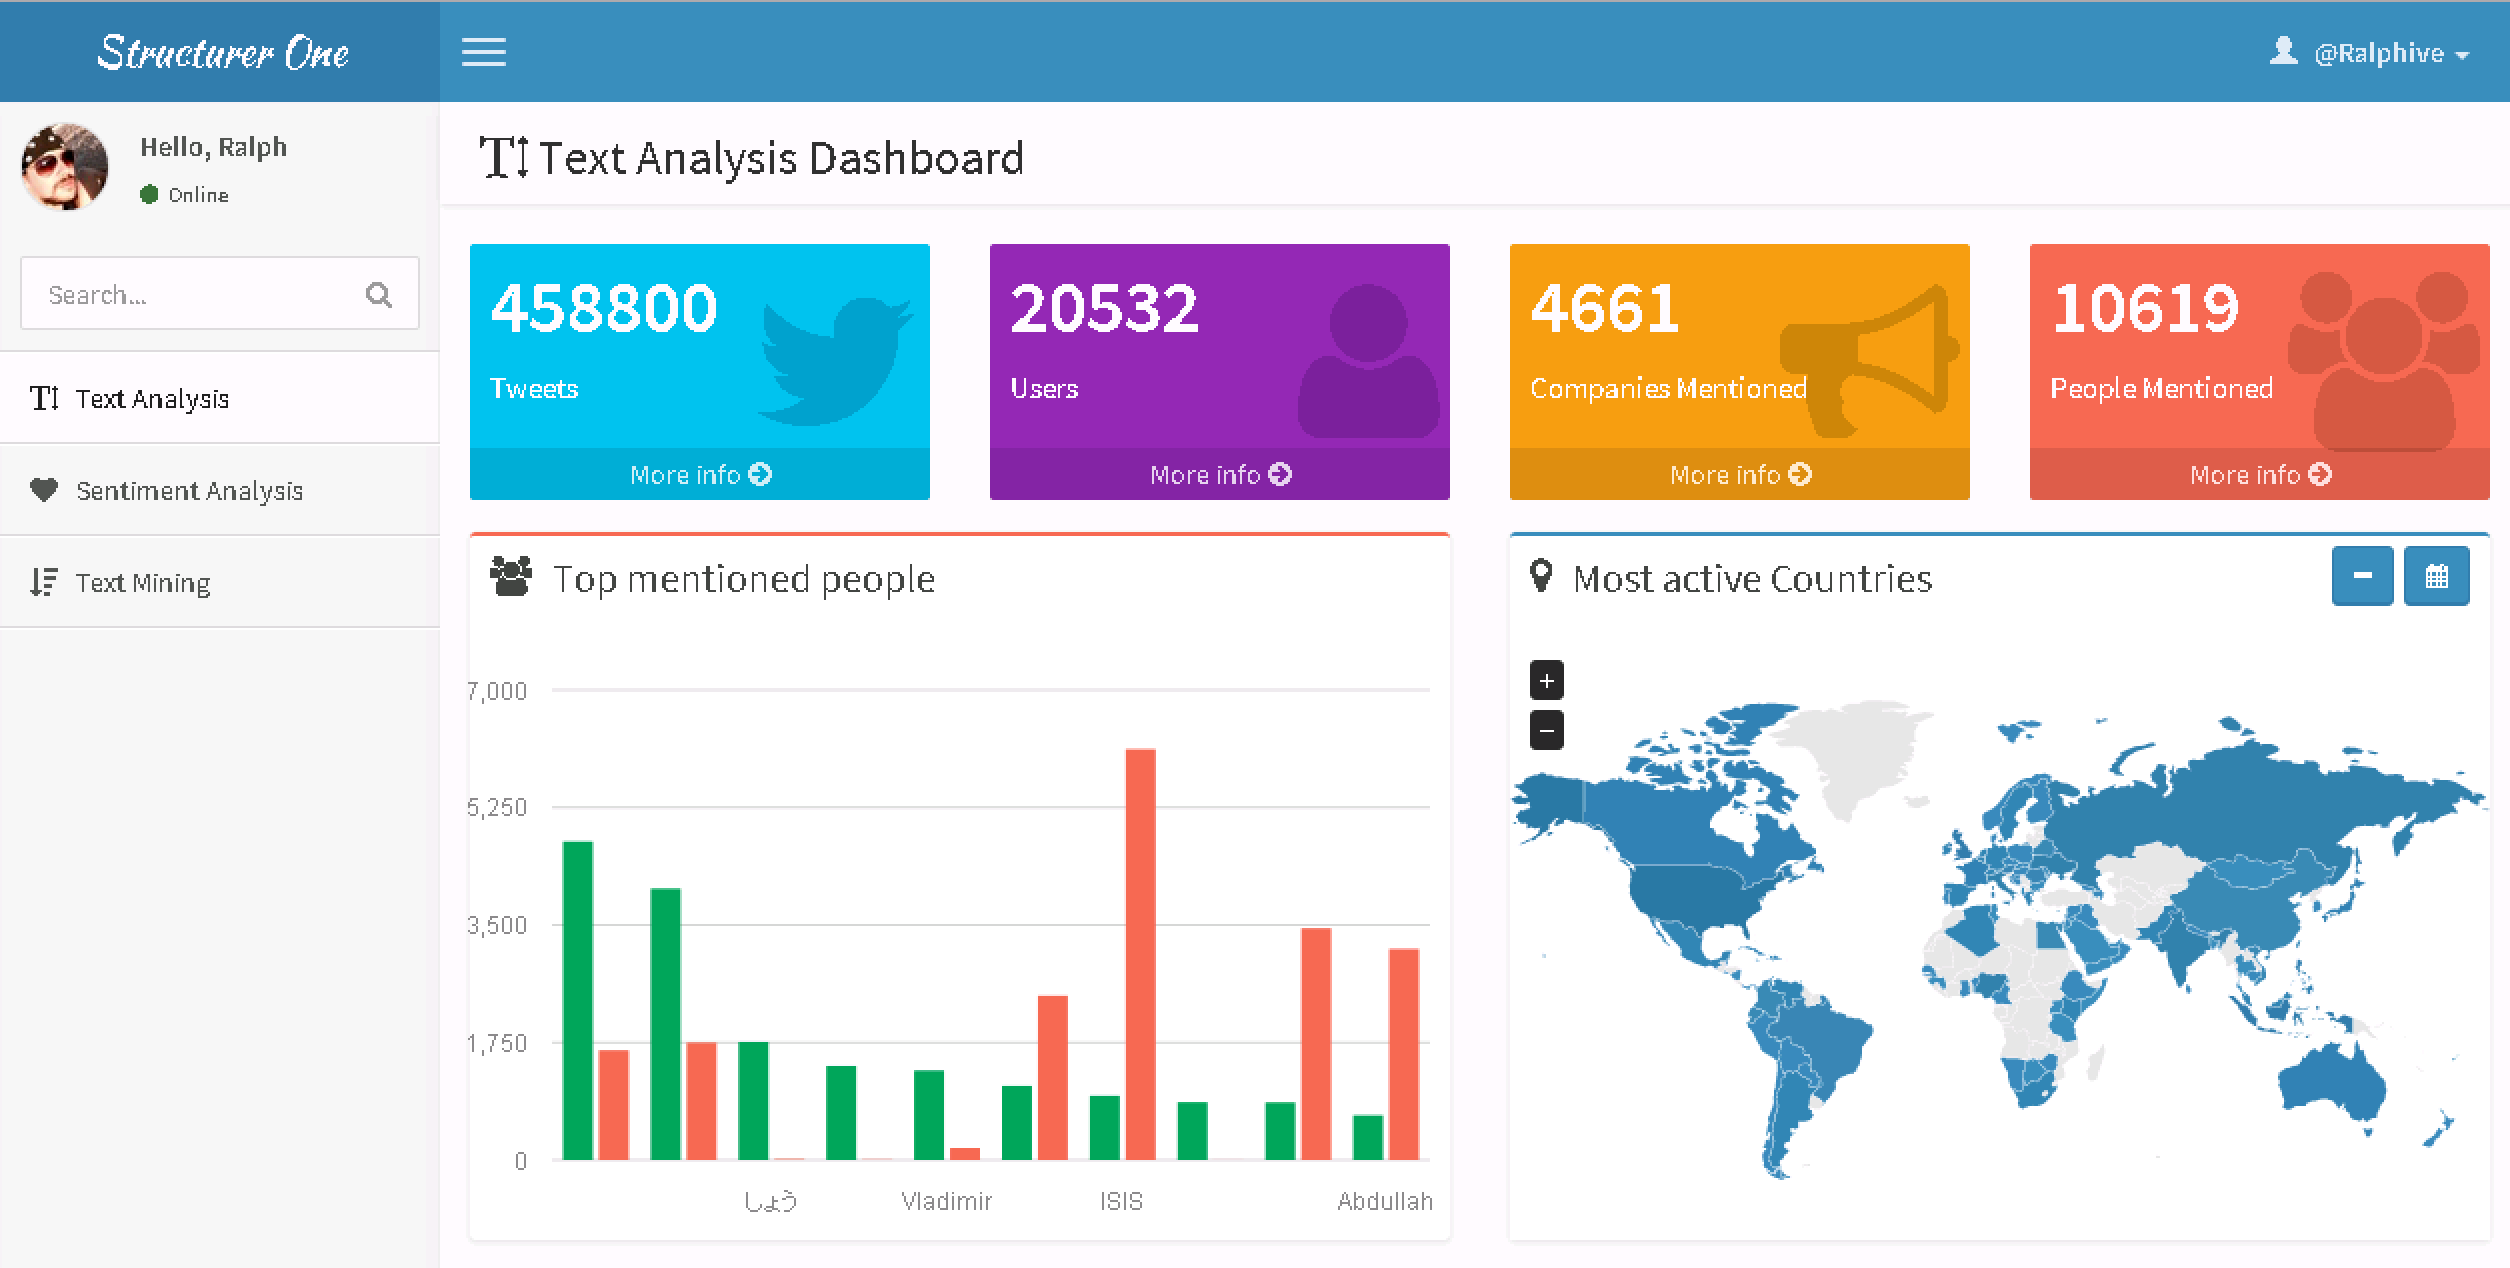 Structurer One
@Ralphive
Hello, Ralph
Online
Search...
Text Analysis
Sentiment Analysis
Text Mining
Text Analysis Dashboard
458800
Tweets
More info
20532
Users
More info
4661
Companies Mentioned
More info
10619
People Mentioned
More info
Top mentioned people
7,000
5,250
3,500
1,750
0
しょう
Vladimir
ISIS
Abdullah
Most active Countries
+
−